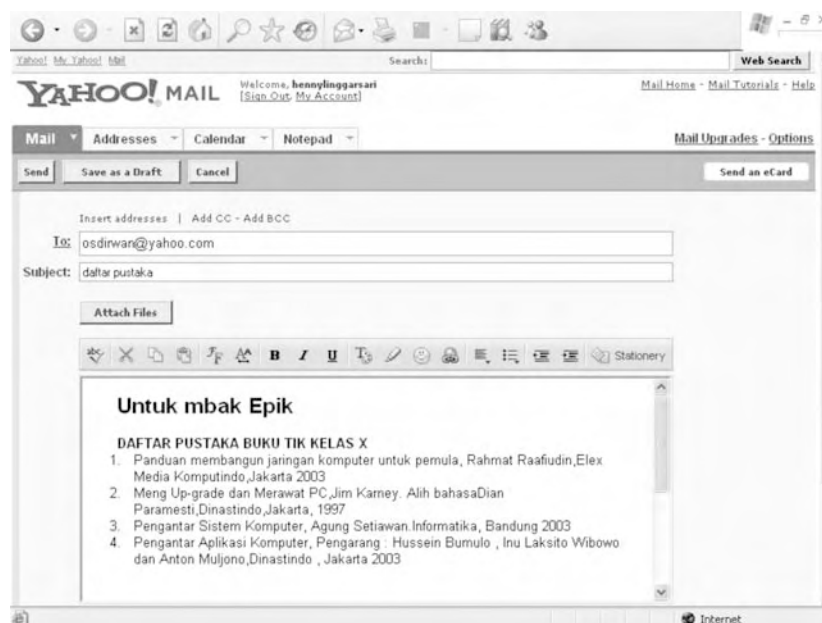 Yahoo! My Yahoo! Mail Search: Web Search
YAHOO! MAIL Welcome, hennylinggarsari
[Sign Out, My Account] Mail Home - Mail Tutorials - Help
Mail Addresses Calendar Notepad Mail Upgrades - Options
Send Save as a Draft Cancel Send an eCard
Insert addresses | Add CC - Add BCC
To: osdirwan@yahoo.com
Subject: daftar pustaka
Attach Files
B I U Stationery
Untuk mbak Epik
DAFTAR PUSTAKA BUKU TIK KELAS X
1. Panduan membangun jaringan komputer untuk pemula, Rahmat Raafiudin,Elex
Media Komputindo,Jakarta 2003
2. Meng Up-grade dan Merawat PC,Jim Karney. Alih bahasaDian
Paramesti,Dinastindo,Jakarta, 1997
3. Pengantar Sistem Komputer, Agung Setiawan.Informatika, Bandung 2003
4. Pengantar Aplikasi Komputer, Pengarang : Hussein Bumulo , Inu Laksito Wibowo
dan Anton Muljono,Dinastindo , Jakarta 2003
Internet